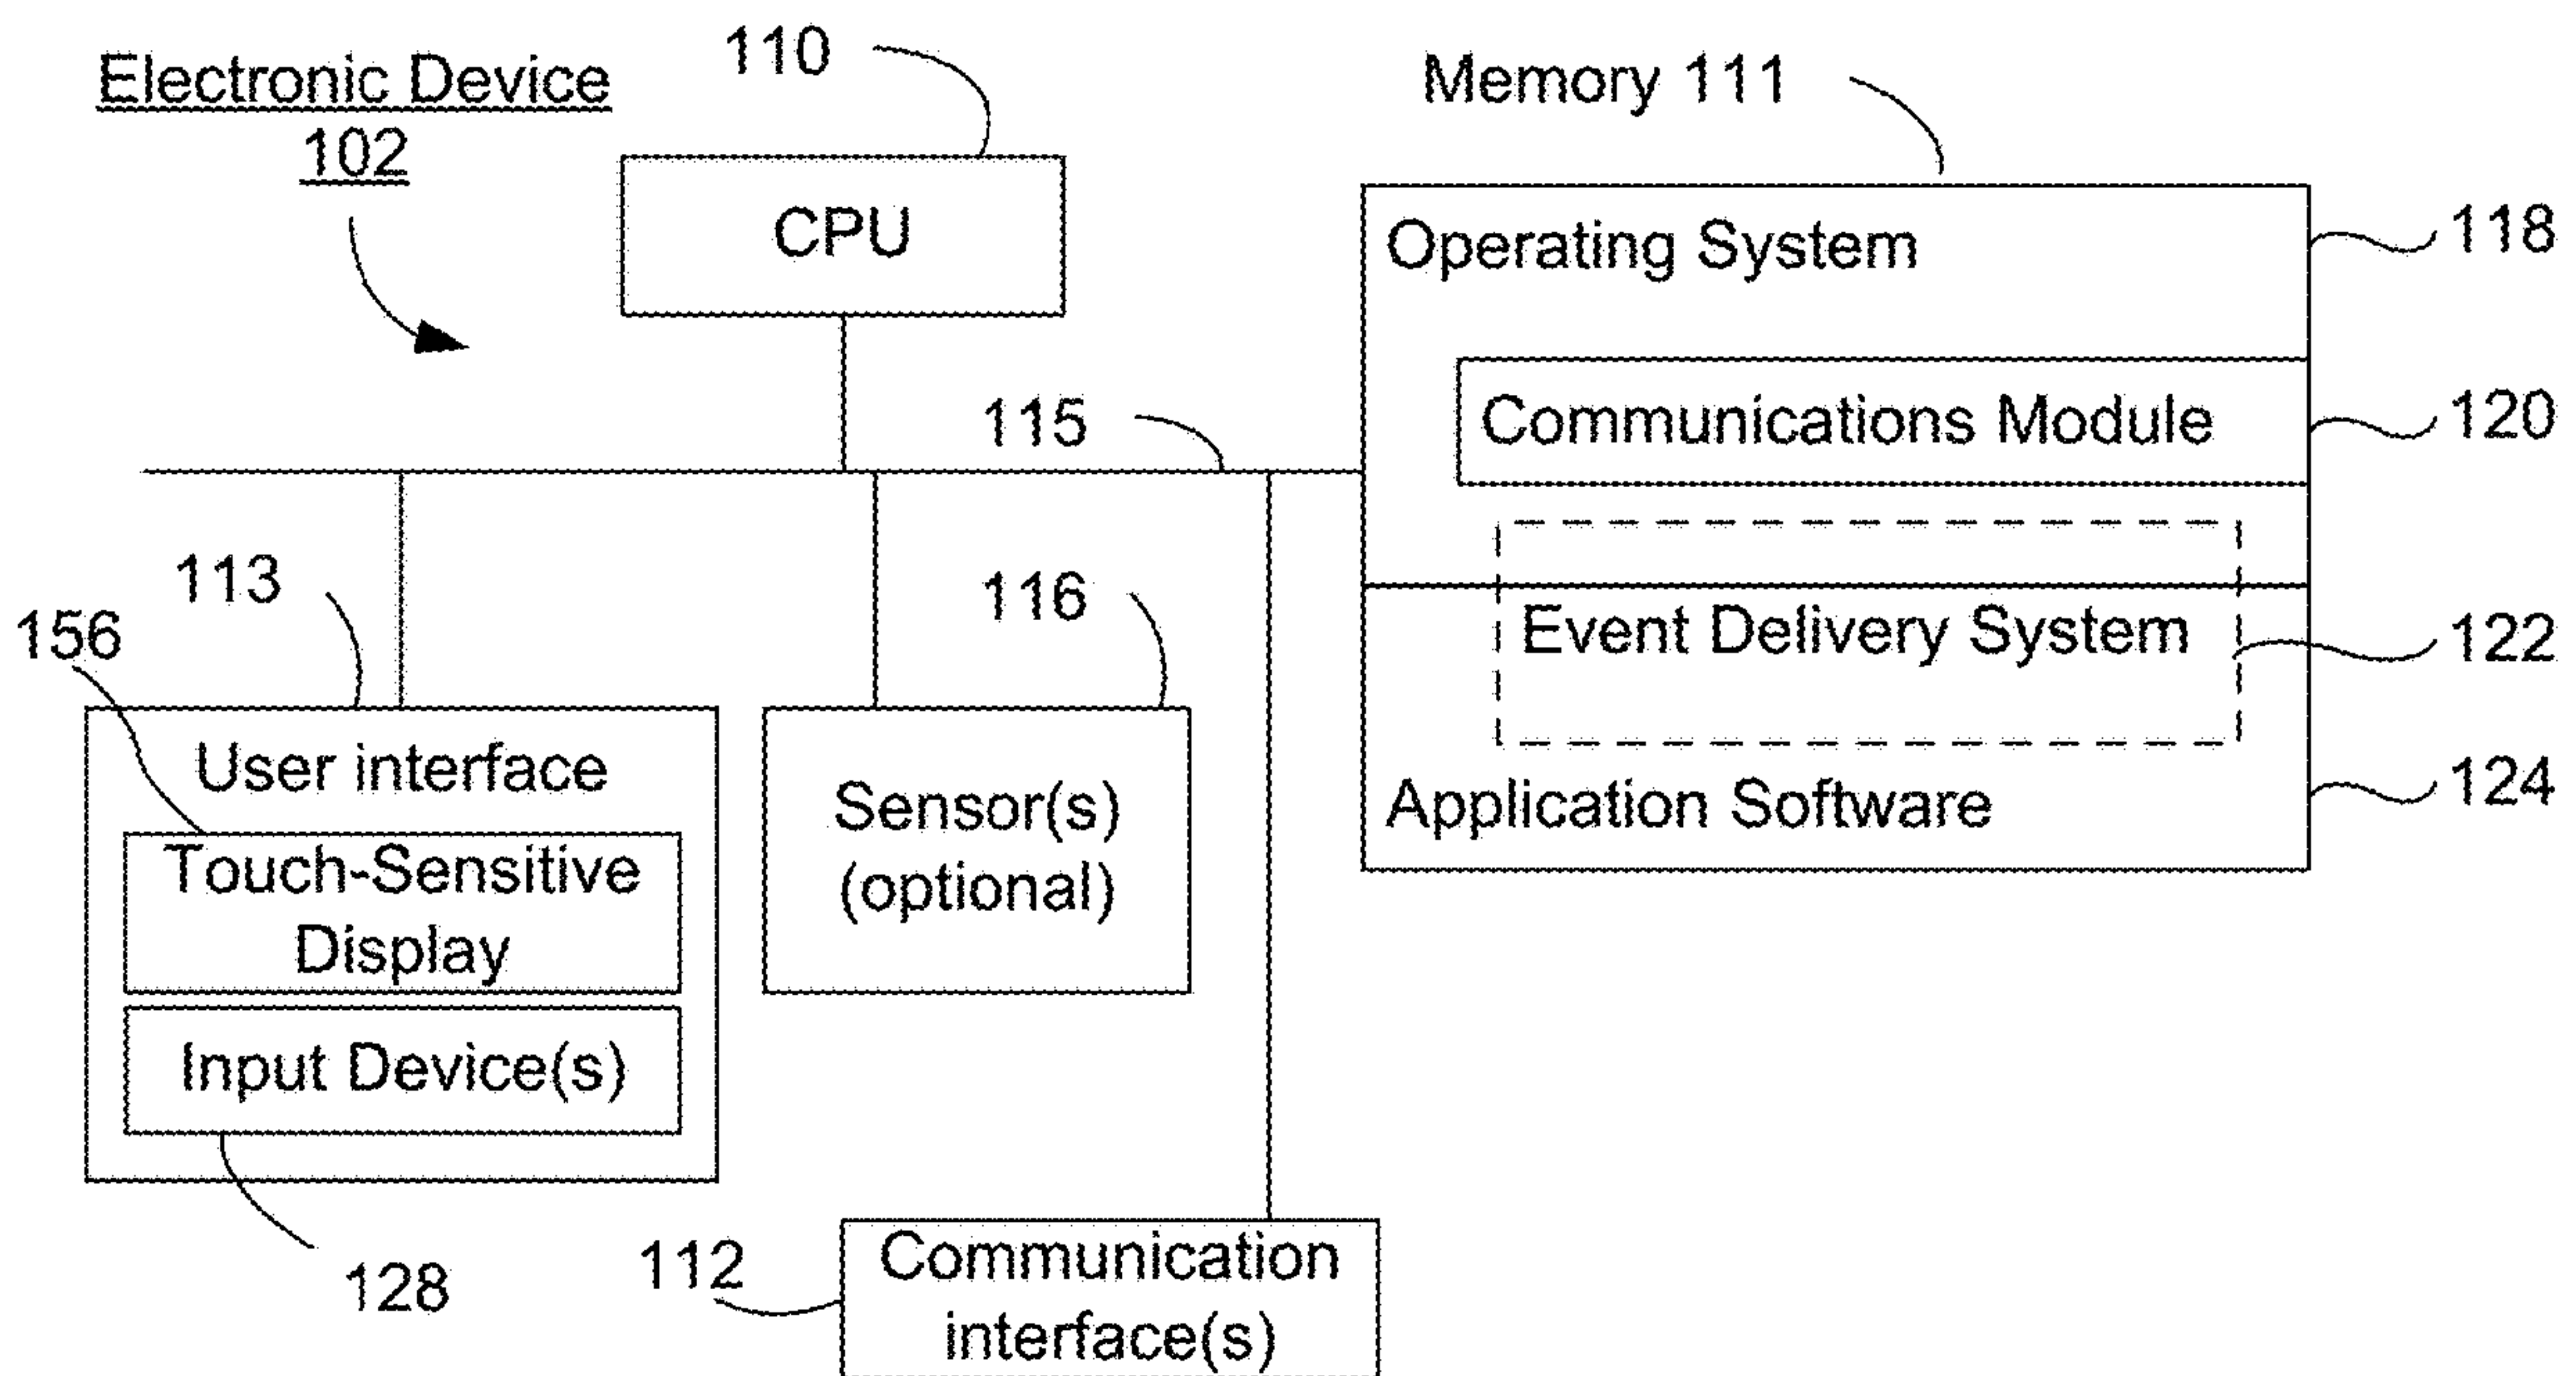 Electronic Device
102
110
Memory 111
CPU
Operating System
118
Communications Module
120
115
113
116
156
Event Delivery System
122
User interface
Touch-Sensitive
Display
Input Device(s)
Sensor(s)
(optional)
Application Software
124
128
112
Communication
interface(s)